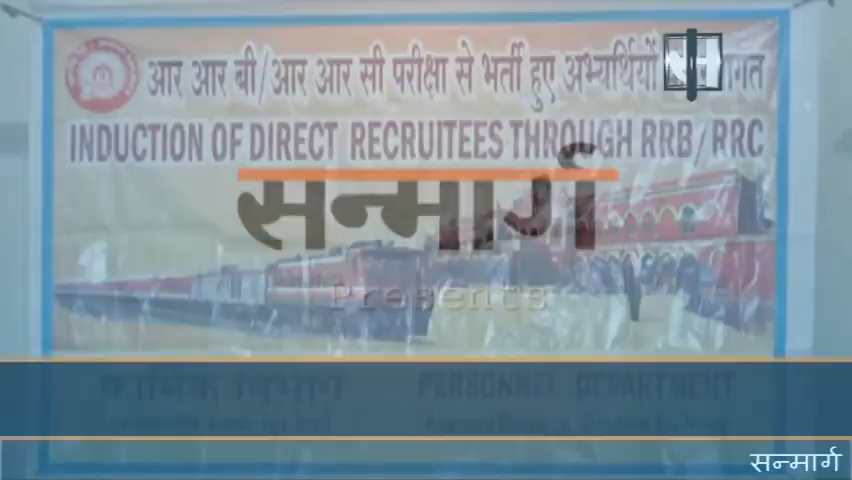 आर आर बी/आर आर सी परीक्षा से भर्ती हुए अभ्यर्थियों
INDUCTION OF DIRECT RECRUITEES THROUGH RRB/RRC
सन्मार्ग
Presents
कार्मिक विभाग PERSONNEL DEPARTMENT
सन्मार्ग